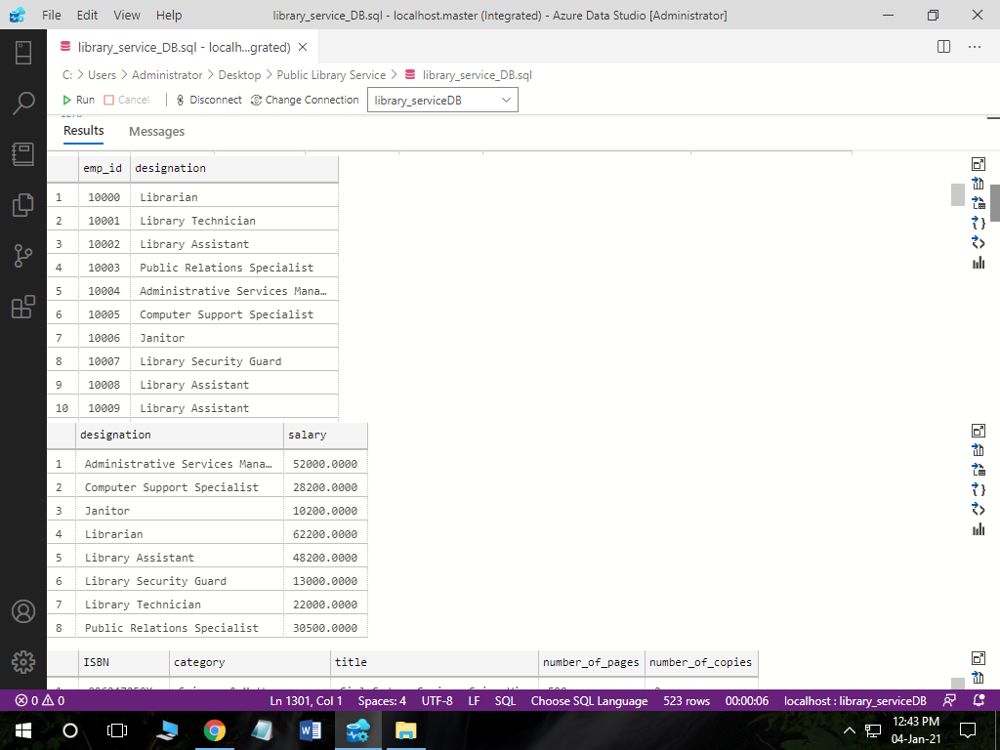 File Edit View Help library_service_DB.sql - localhost.master (Integrated) - Azure Data Studio [Administrator]
library_service_DB.sql - localh...grated)
C: > Users > Administrator > Desktop > Public Library Service > library_service_DB.sql
Run Cancel Disconnect Change Connection library_serviceDB
Results Messages
emp_id designation
1 10000 Librarian
2 10001 Library Technician
3 10002 Library Assistant
4 10003 Public Relations Specialist
5 10004 Administrative Services Mana…
6 10005 Computer Support Specialist
7 10006 Janitor
8 10007 Library Security Guard
9 10008 Library Assistant
10 10009 Library Assistant
designation salary
1 Administrative Services Mana… 52000.0000
2 Computer Support Specialist 28200.0000
3 Janitor 10200.0000
4 Librarian 62200.0000
5 Library Assistant 48200.0000
6 Library Security Guard 13000.0000
7 Library Technician 22000.0000
8 Public Relations Specialist 30500.0000
ISBN category title number_of_pages number_of_copies
0 0 Ln 1301, Col 1 Spaces: 4 UTF-8 LF SQL Choose SQL Language 523 rows 00:00:06 localhost : library_serviceDB
12:43 PM
04-Jan-21